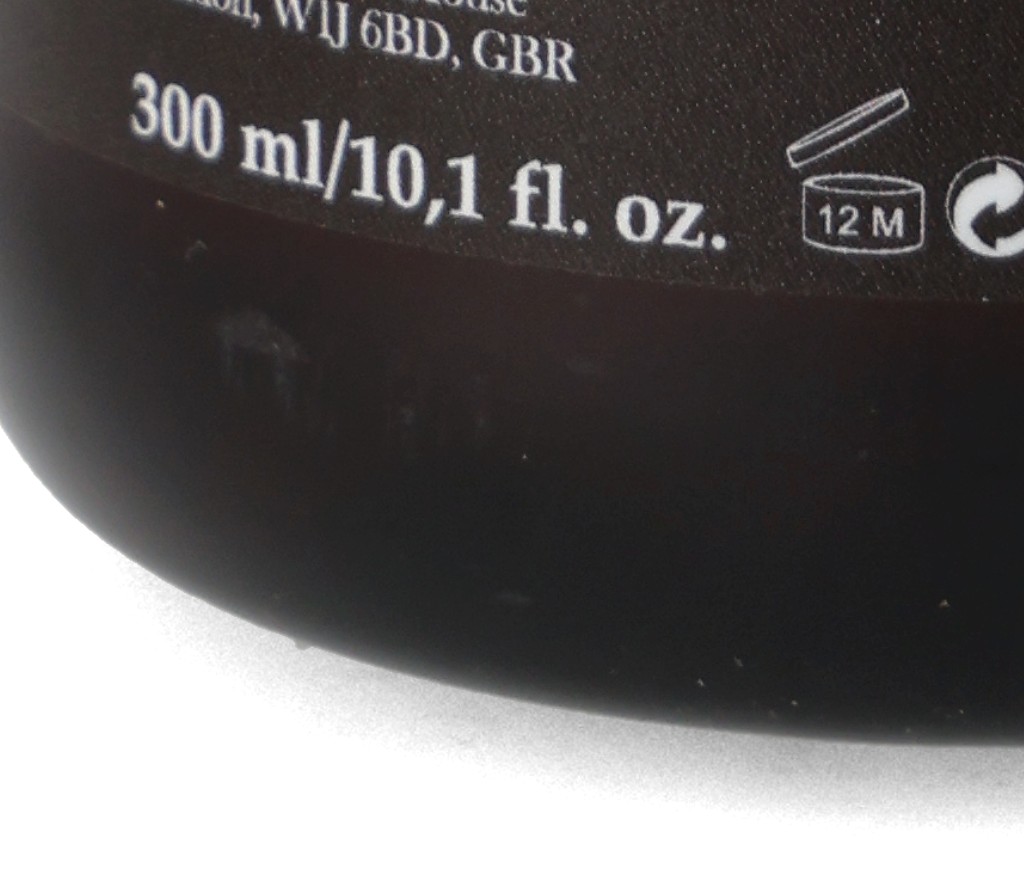 W1J 6BD, GBR
300 ml/10,1 fl. oz.
12 M